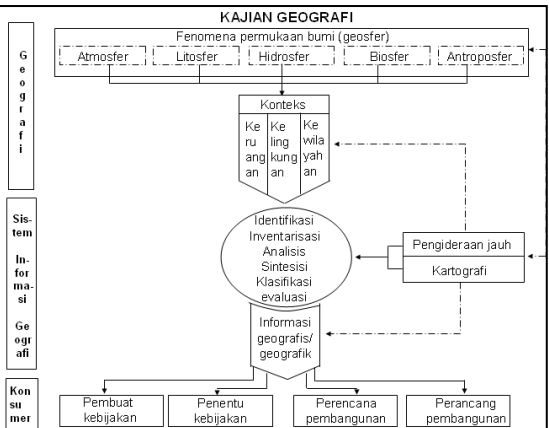 KAJIAN GEOGRAFI
Fenomena permukaan bumi (geosfer)
Atmosfer
Litosfer
Hidrosfer
Biosfer
Antroposfer
G
e
o
g
r
a
f
i
Konteks
Ke
ru
ang
an
Ke
ling
kung
an
Ke
wila
yah
an
Sis-
tem
In-
for
ma-
si
Ge
ogr
afi
Identifikasi
Inventarisasi
Analisis
Sintesisi
Klasifikasi
evaluasi
Pengideraan jauh
Kartografi
Informasi
geografis/
geografik
Kon
su
mer
Pembuat
kebijakan
Penentu
kebijakan
Perencana
pembangunan
Perancang
pembangunan